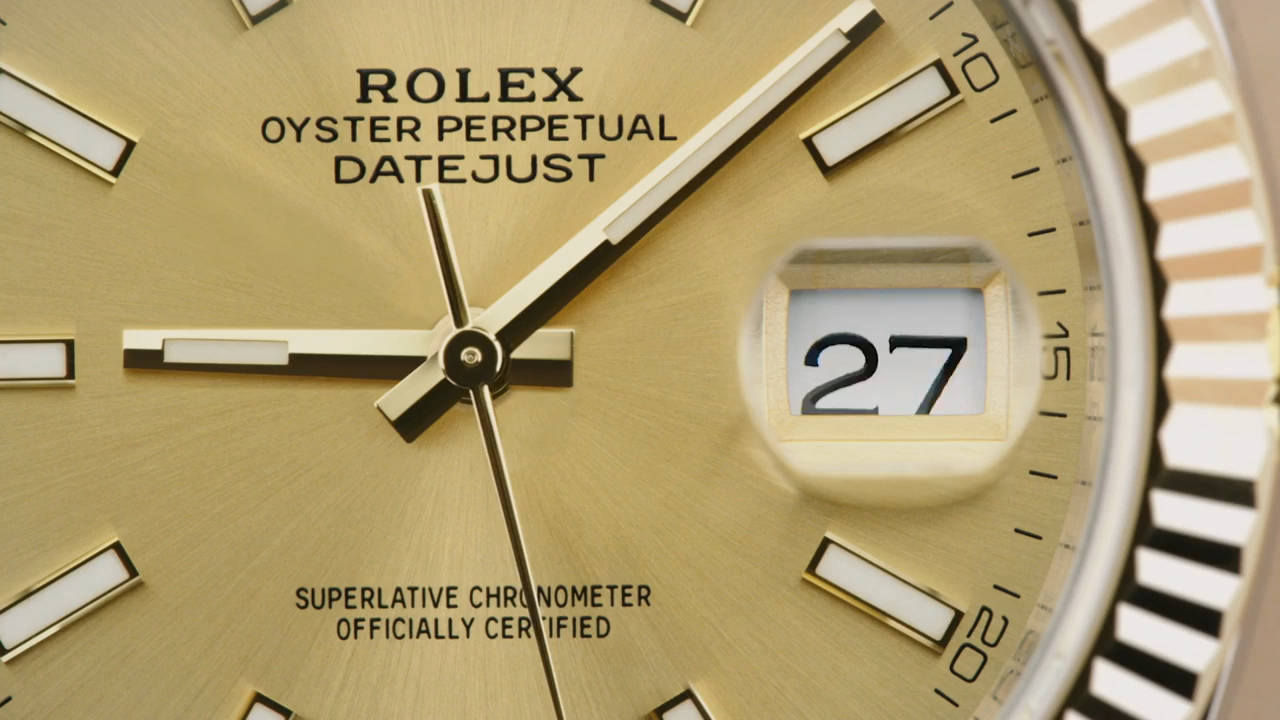 ROLEX
OYSTER PERPETUAL
DATEJUST
10
27
15
20
SUPERLATIVE CHRONOMETER
OFFICIALLY CERTIFIED